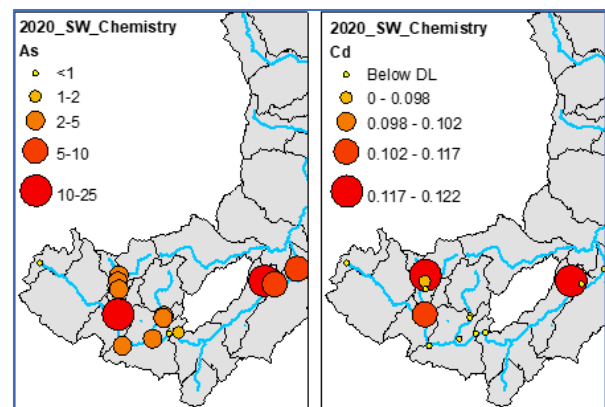 2020_SW_Chemistry
As
<1
1-2
2-5
5-10
10-25
2020_SW_Chemistry
Cd
Below DL
0 - 0.098
0.098 - 0.102
0.102 - 0.117
0.117 - 0.122